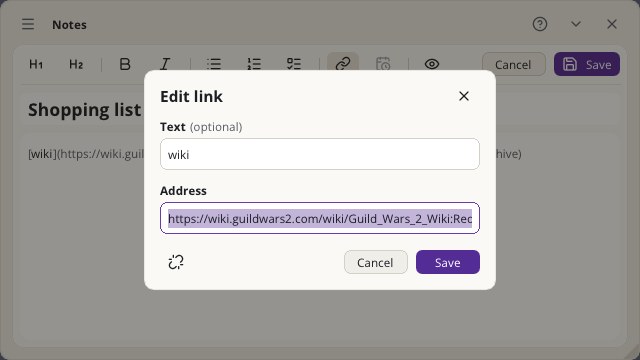 Notes
H1 H2 B I Cancel Save
Shopping list
[wiki](https://wiki.guil hive)
Edit link
Text (optional)
wiki
Address
https://wiki.guildwars2.com/wiki/Guild_Wars_2_Wiki:Rec
Cancel Save